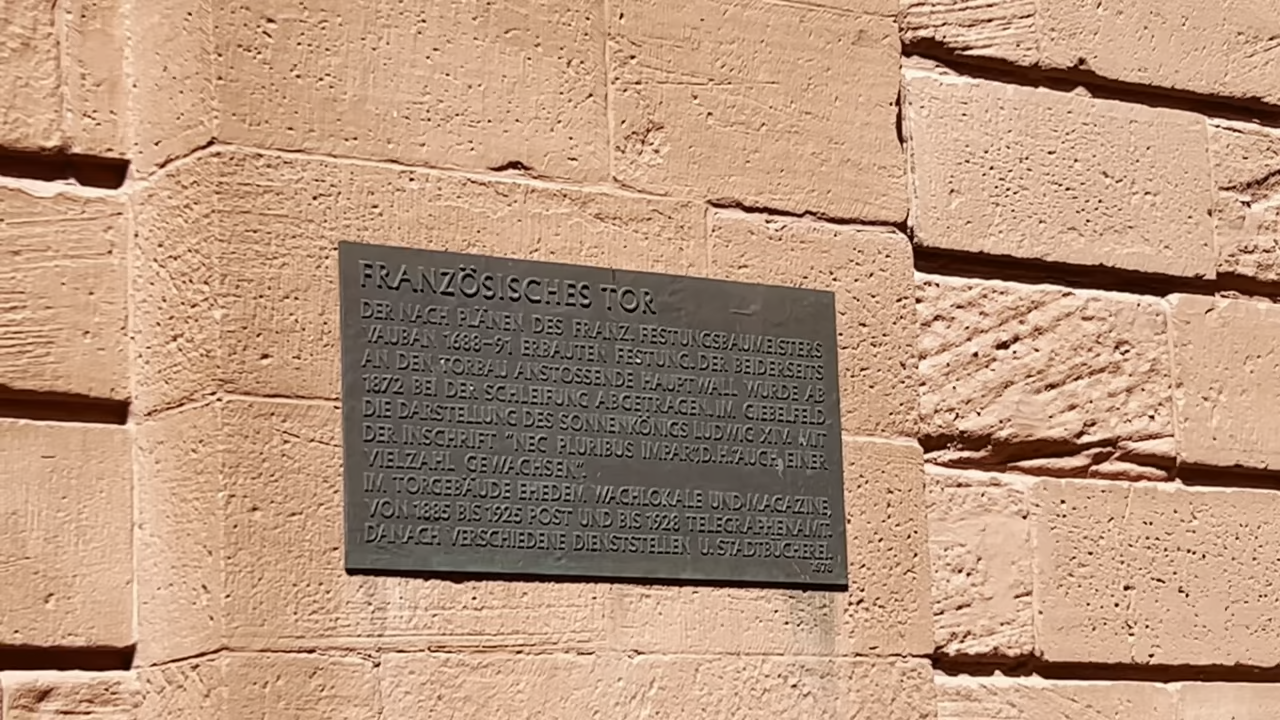 FRANZÖSISCHES TOR
DER NACH PLÄNEN DES FRANZ. FESTUNGSBAUMEISTERS
VAUBAN 1688-91 ERBAUTEN FESTUNG. DER BEIDERSEITS
AN DEN TORBAU ANSTOSSENDE HAUPTWALL WURDE AB
1872 BEI DER SCHLEIFUNG ABGETRAGEN. IM GIEBELFELD
DIE DARSTELLUNG DES SONNENKÖNIGS LUDWIG XIV. MIT
DER INSCHRIFT "NEC PLURIBUS IMPAR" D.H. "AUCH EINER
VIELZAHL GEWACHSEN".
IM TORGEBÄUDE EHEDEM WACHLOKALE UND MAGAZINE,
VON 1885 BIS 1925 POST UND BIS 1928 TELEGRAPHENAMT.
DANACH VERSCHIEDENE DIENSTSTELLEN U. STADTBÜCHEREI.